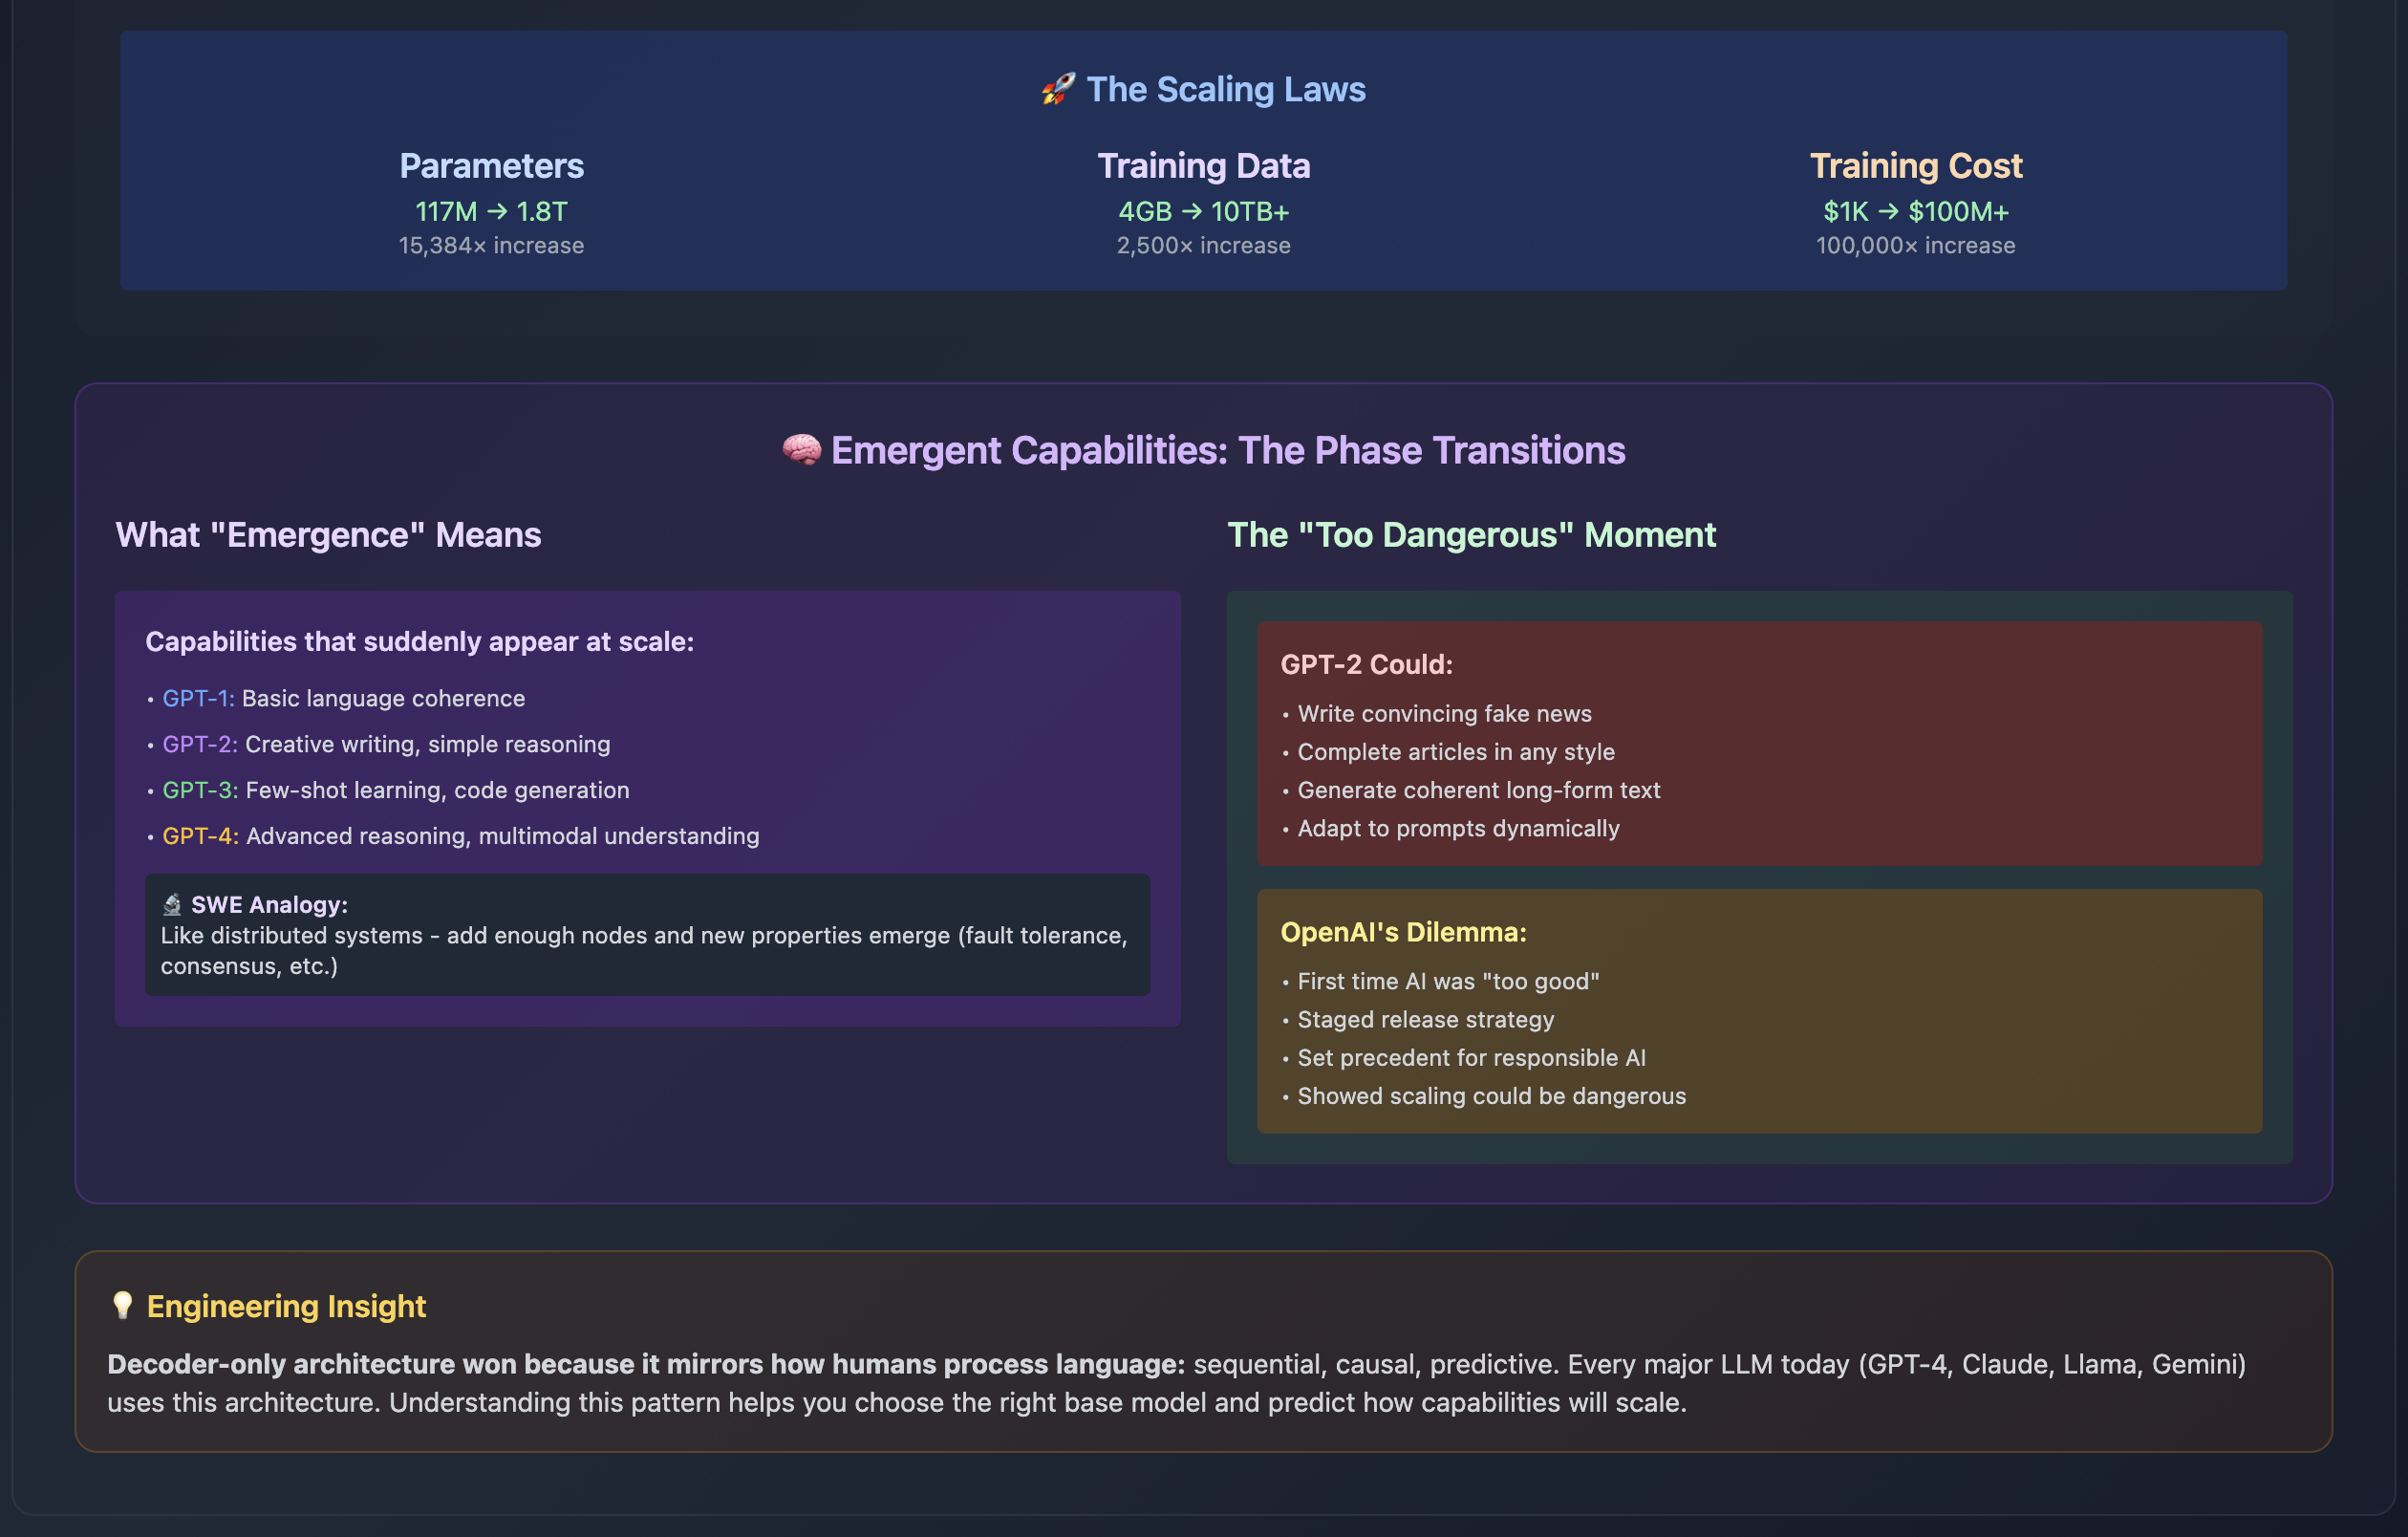 🚀 The Scaling Laws
Parameters
117M → 1.8T
15,384× increase
Training Data
4GB → 10TB+
2,500× increase
Training Cost
$1K → $100M+
100,000× increase
🧠 Emergent Capabilities: The Phase Transitions
What "Emergence" Means
Capabilities that suddenly appear at scale:
• GPT-1: Basic language coherence
• GPT-2: Creative writing, simple reasoning
• GPT-3: Few-shot learning, code generation
• GPT-4: Advanced reasoning, multimodal understanding
🔬 SWE Analogy:
Like distributed systems - add enough nodes and new properties emerge (fault tolerance,
consensus, etc.)
The "Too Dangerous" Moment
GPT-2 Could:
• Write convincing fake news
• Complete articles in any style
• Generate coherent long-form text
• Adapt to prompts dynamically
OpenAI's Dilemma:
• First time AI was "too good"
• Staged release strategy
• Set precedent for responsible AI
• Showed scaling could be dangerous
💡 Engineering Insight
Decoder-only architecture won because it mirrors how humans process language: sequential, causal, predictive. Every major LLM today (GPT-4, Claude, Llama, Gemini)
uses this architecture. Understanding this pattern helps you choose the right base model and predict how capabilities will scale.